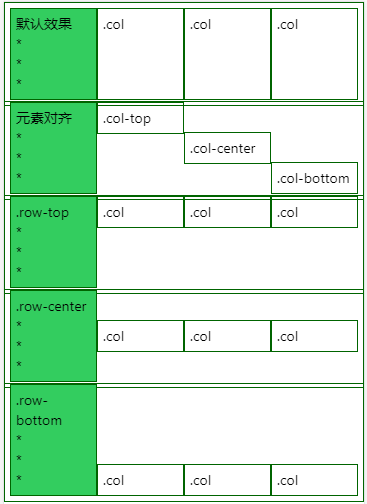 默认效果 .col .col .col
*
*
*
元素对齐 .col-top
*
* .col-center
* .col-bottom
.row-top .col .col .col
*
*
*
.row-center
* .col .col .col
*
*
.row-
bottom
*
*
* .col .col .col